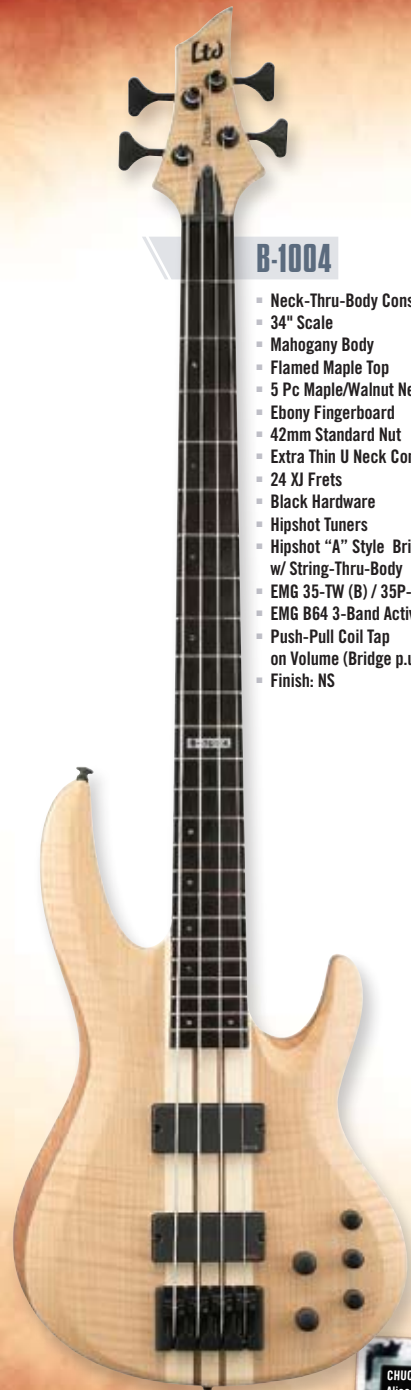 Ltd
Deluxe
B-1004
Neck-Thru-Body Cons
34" Scale
Mahogany Body
Flamed Maple Top
5 Pc Maple/Walnut Ne
Ebony Fingerboard
42mm Standard Nut
Extra Thin U Neck Con
24 XJ Frets
Black Hardware
Hipshot Tuners
Hipshot “A” Style Bri
w/ String-Thru-Body
EMG 35-TW (B) / 35P-
EMG B64 3-Band Activ
Push-Pull Coil Tap
on Volume (Bridge p.u
Finish: NS
B-1004
CHUC